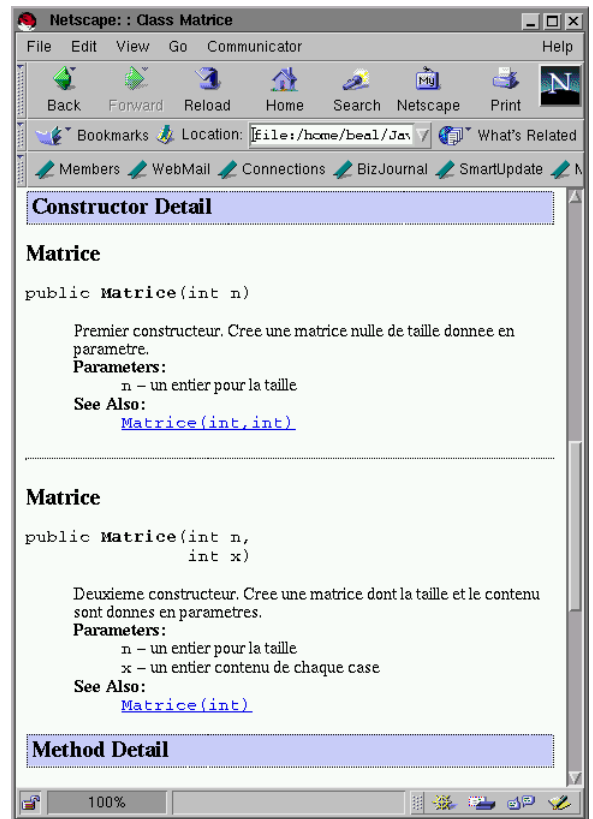 Netscape: : Class Matrice
File Edit View Go Communicator Help
Back Forward Reload Home Search Netscape Print
My
N
Bookmarks Location: file:/home/beal/Jav What's Related
Members WebMail Connections BizJournal SmartUpdate
Constructor Detail
Matrice
public Matrice(int n)
Premier constructeur. Cree une matrice nulle de taille donnee en
parametre.
Parameters:
n – un entier pour la taille
See Also:
Matrice(int,int)
Matrice
public Matrice(int n,
int x)
Deuxieme constructeur. Cree une matrice dont la taille et le contenu
sont donnes en parametres.
Parameters:
n – un entier pour la taille
x – un entier contenu de chaque case
See Also:
Matrice(int)
Method Detail
100%